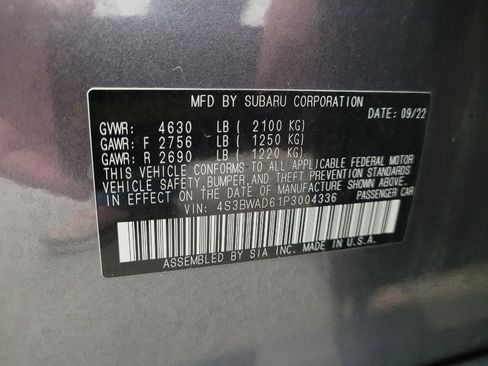 MFD BY SUBARU CORPORATION
DATE: 09/22
GVWR: 4630 LB ( 2100 KG)
GAWR: F 2756 LB ( 1250 KG)
GAWR: R 2690 LB ( 1220 KG)
THIS VEHICLE CONFORMS TO ALL APPLICABLE FEDERAL MOTOR
VEHICLE SAFETY, BUMPER, AND THEFT PREVENTION STANDARDS
IN EFFECT ON THE DATE OF MANUFACTURE SHOWN ABOVE.
VIN: 4S3BWAD61P3004336 PASSENGER CAR
ASSEMBLED BY SIA INC. MADE IN U.S.A.